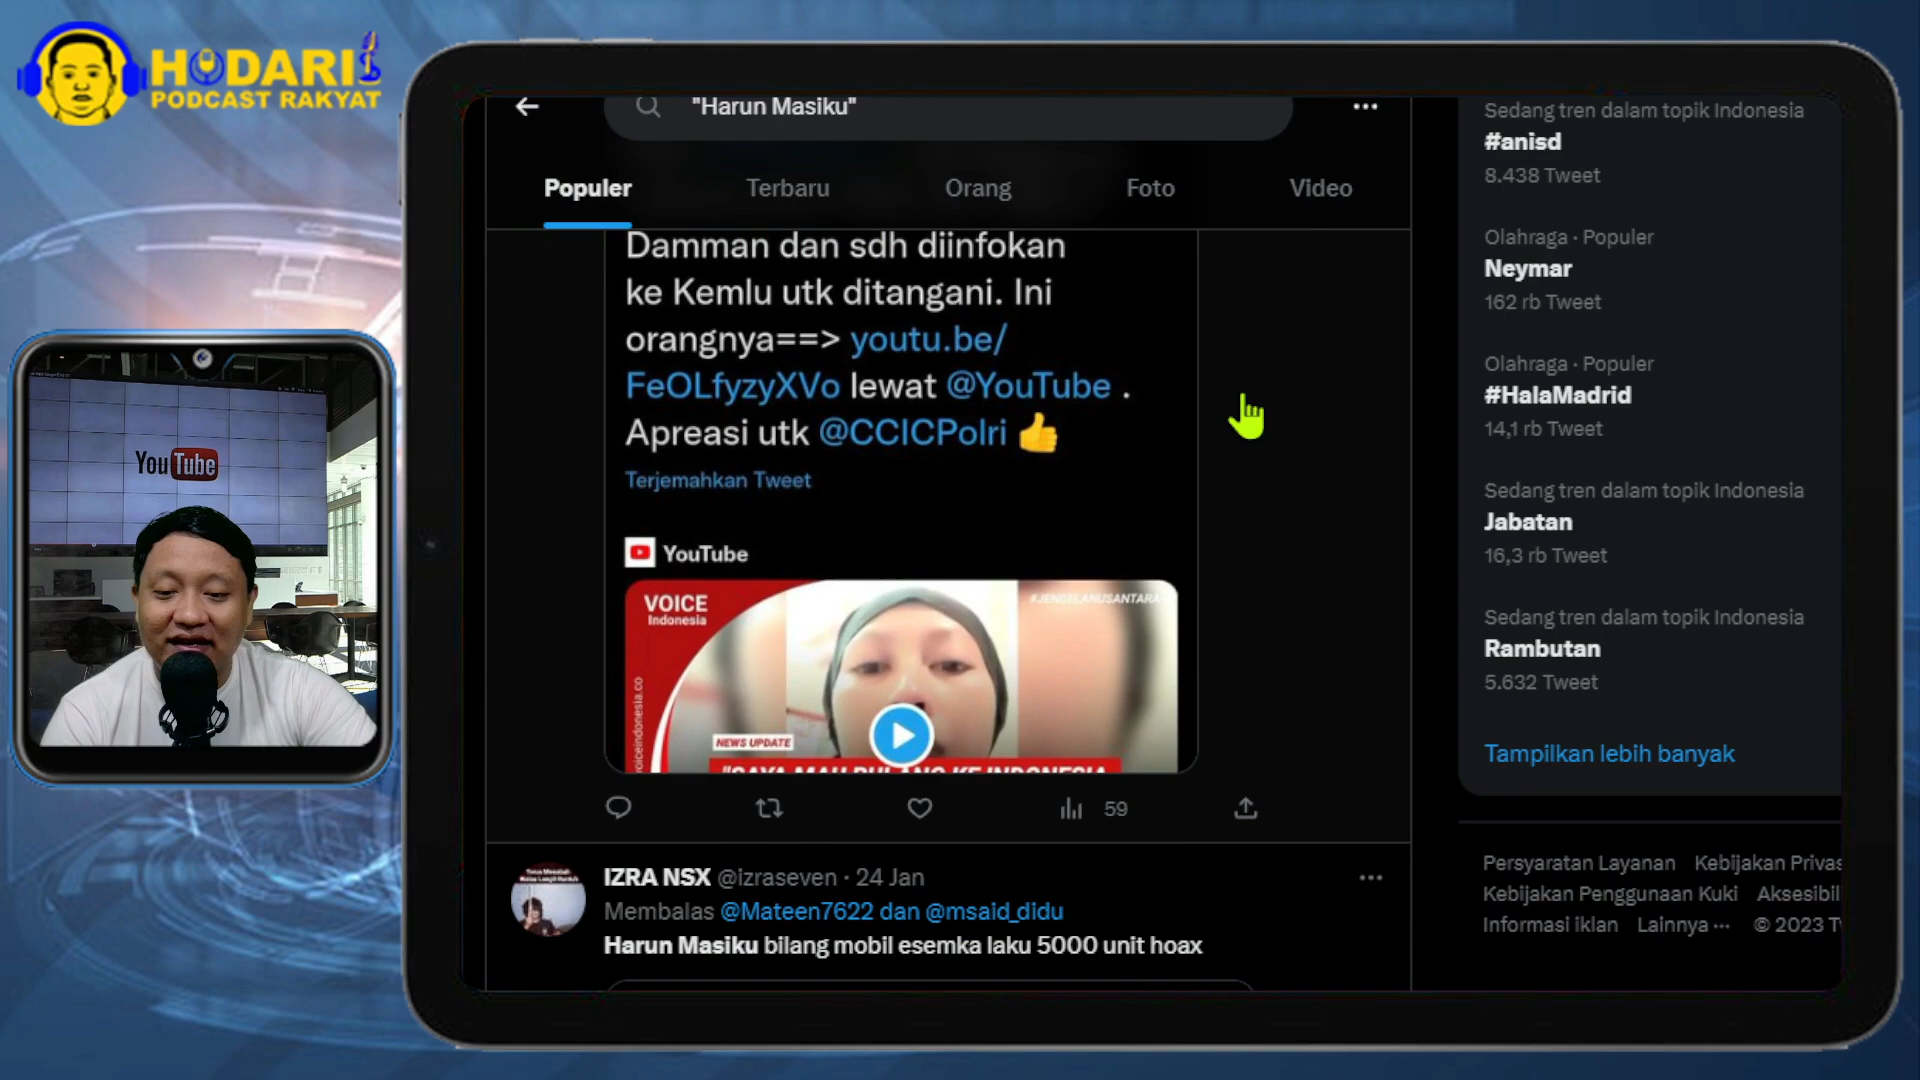 HODARI
PODCAST RAKYAT
YouTube
"Harun Masiku"
Populer
Terbaru
Orang
Foto
Video
Damman dan sdh diinfokan
ke Kemlu utk ditangani. Ini
orangnya==> youtu.be/
FeOLfyzyXVo lewat @YouTube .
Apreasi utk @CCICPolri 👍
Terjemahkan Tweet
YouTube
VOICE
Indonesia
#JENDELANUSANTARA
voiceindonesia.co
NEWS UPDATE
"SAYA MAU PULANG KE INDONESIA
59
IZRA NSX @izraseven · 24 Jan
Membalas @Mateen7622 dan @msaid_didu
Harun Masiku bilang mobil esemka laku 5000 unit hoax
Sedang tren dalam topik Indonesia
#anisd
8.438 Tweet
Olahraga · Populer
Neymar
162 rb Tweet
Olahraga · Populer
#HalaMadrid
14,1 rb Tweet
Sedang tren dalam topik Indonesia
Jabatan
16,3 rb Tweet
Sedang tren dalam topik Indonesia
Rambutan
5.632 Tweet
Tampilkan lebih banyak
Persyaratan Layanan Kebijakan Privas
Kebijakan Penggunaan Kuki Aksesibil
Informasi iklan Lainnya ··· © 2023 T